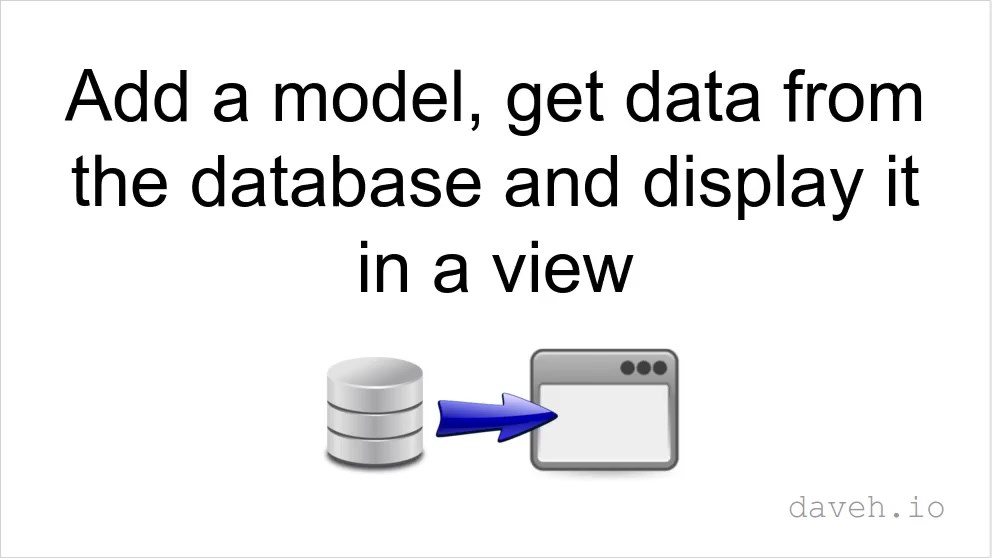 Add a model, get data from
the database and display it
in a view
daveh.io